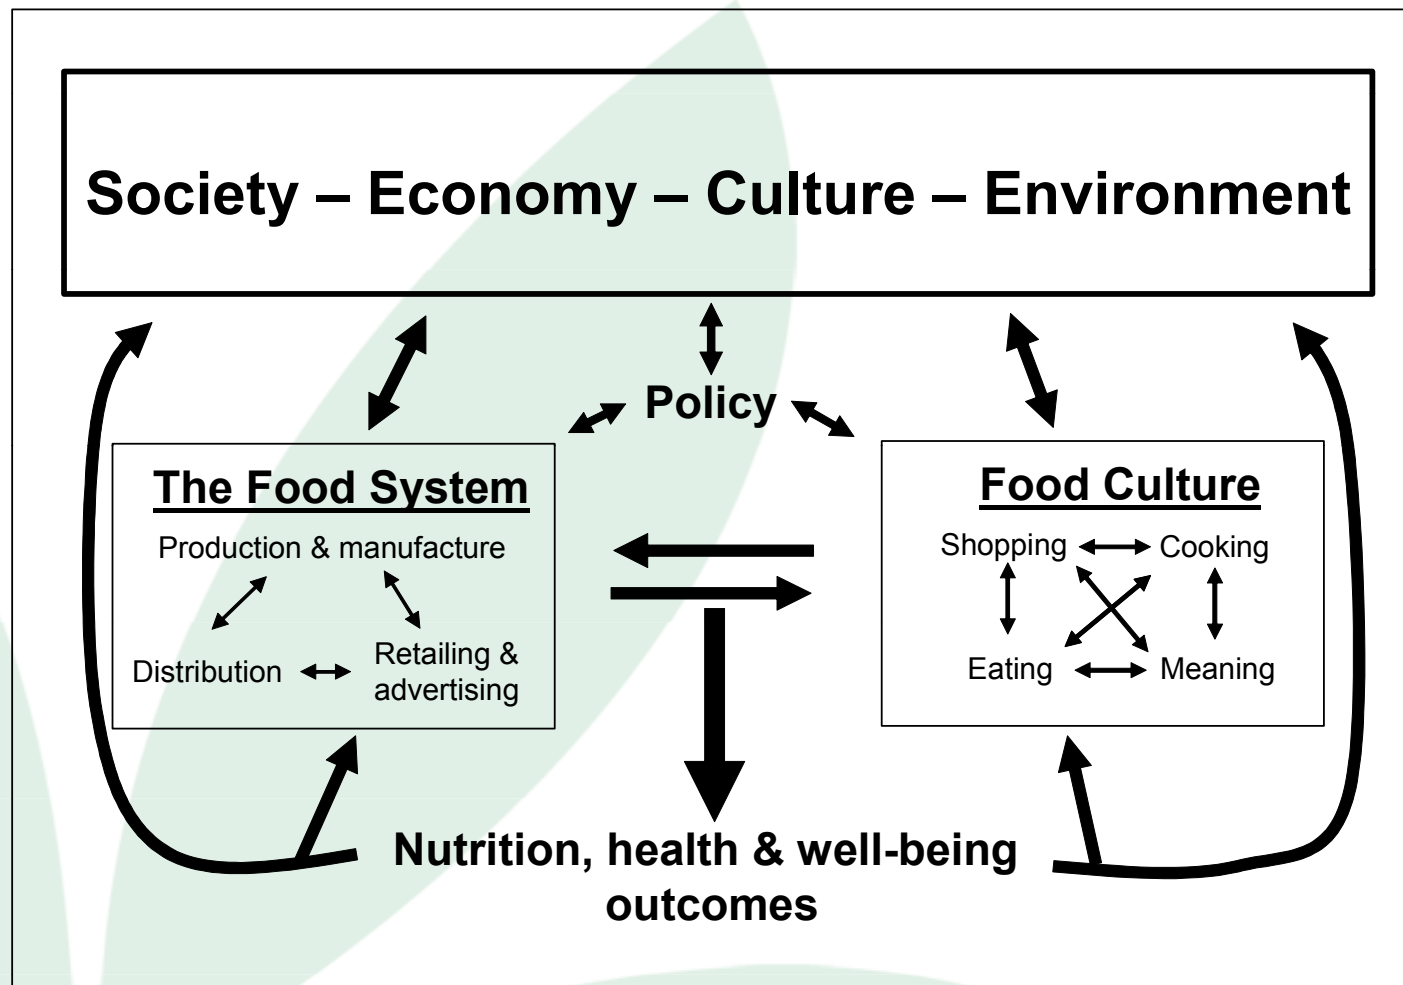 Society – Economy – Culture – Environment
Policy
The Food System
Production & manufacture
Distribution
Retailing &
advertising
Food Culture
Shopping
Cooking
Eating
Meaning
Nutrition, health & well-being
outcomes